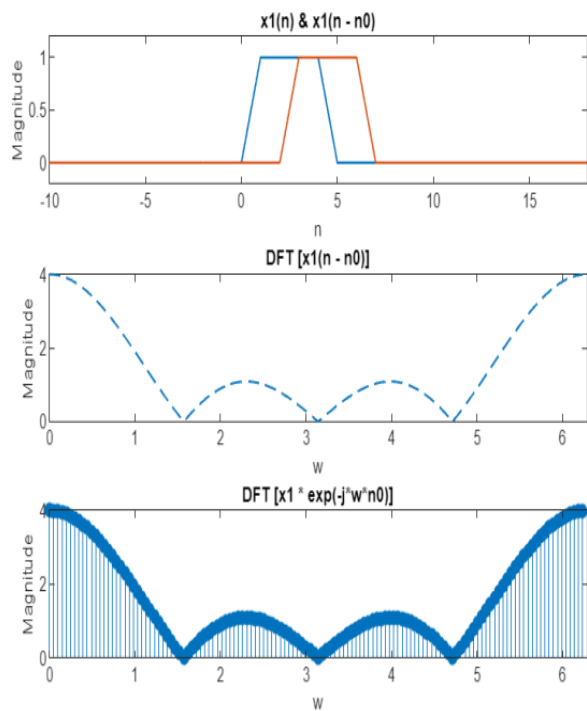 x1(n) & x1(n - n0)
Magnitude
1
0.5
0
-10 -5 0 5 10 15
n
DFT [x1(n - n0)]
Magnitude
4
2
0
0 1 2 3 4 5 6
w
DFT [x1 * exp(-j*w*n0)]
Magnitude
4
2
0
0 1 2 3 4 5 6
w